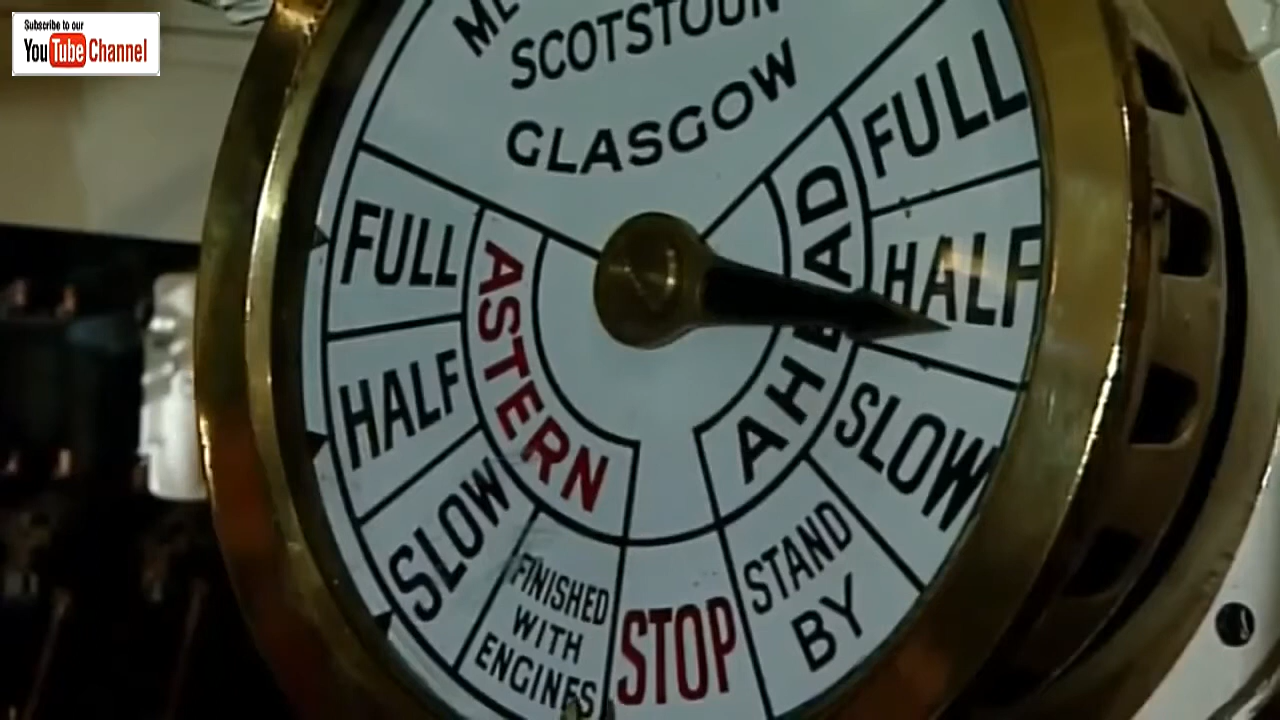 Subscribe to our
YouTube Channel
SCOTSTOUN
GLASGOW
FULL
HALF
SLOW
AHEAD
STAND
BY
STOP
FINISHED
WITH
ENGINES
SLOW
HALF
FULL
ASTERN